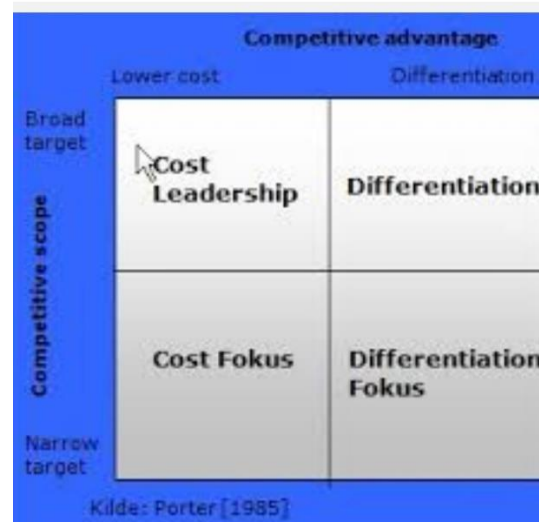 Competitive advantage
Lower cost Differentiation
Broad
target
Cost
Leadership
Differentiation
Competitive scope
Cost Fokus
Differentiation
Fokus
Narrow
target
Kilde: Porter [1985]